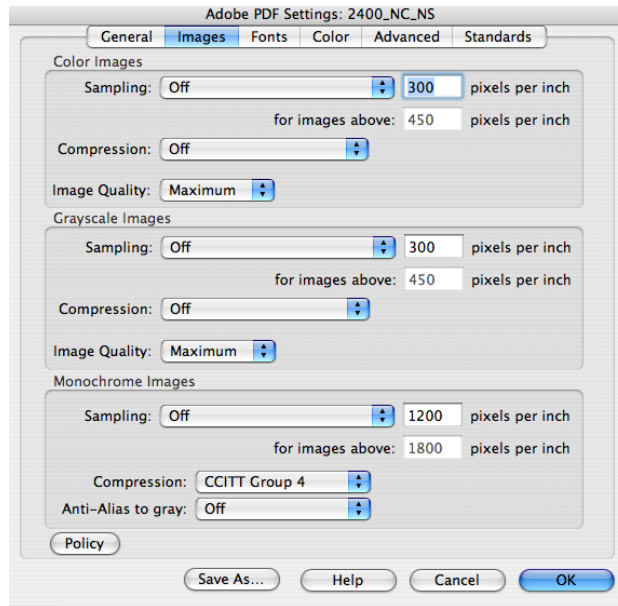 Adobe PDF Settings: 2400_NC_NS
General Images Fonts Color Advanced Standards
Color Images
Sampling: Off 300 pixels per inch
for images above: 450 pixels per inch
Compression: Off
Image Quality: Maximum
Grayscale Images
Sampling: Off 300 pixels per inch
for images above: 450 pixels per inch
Compression: Off
Image Quality: Maximum
Monochrome Images
Sampling: Off 1200 pixels per inch
for images above: 1800 pixels per inch
Compression: CCITT Group 4
Anti-Alias to gray: Off
Policy
Save As... Help Cancel OK